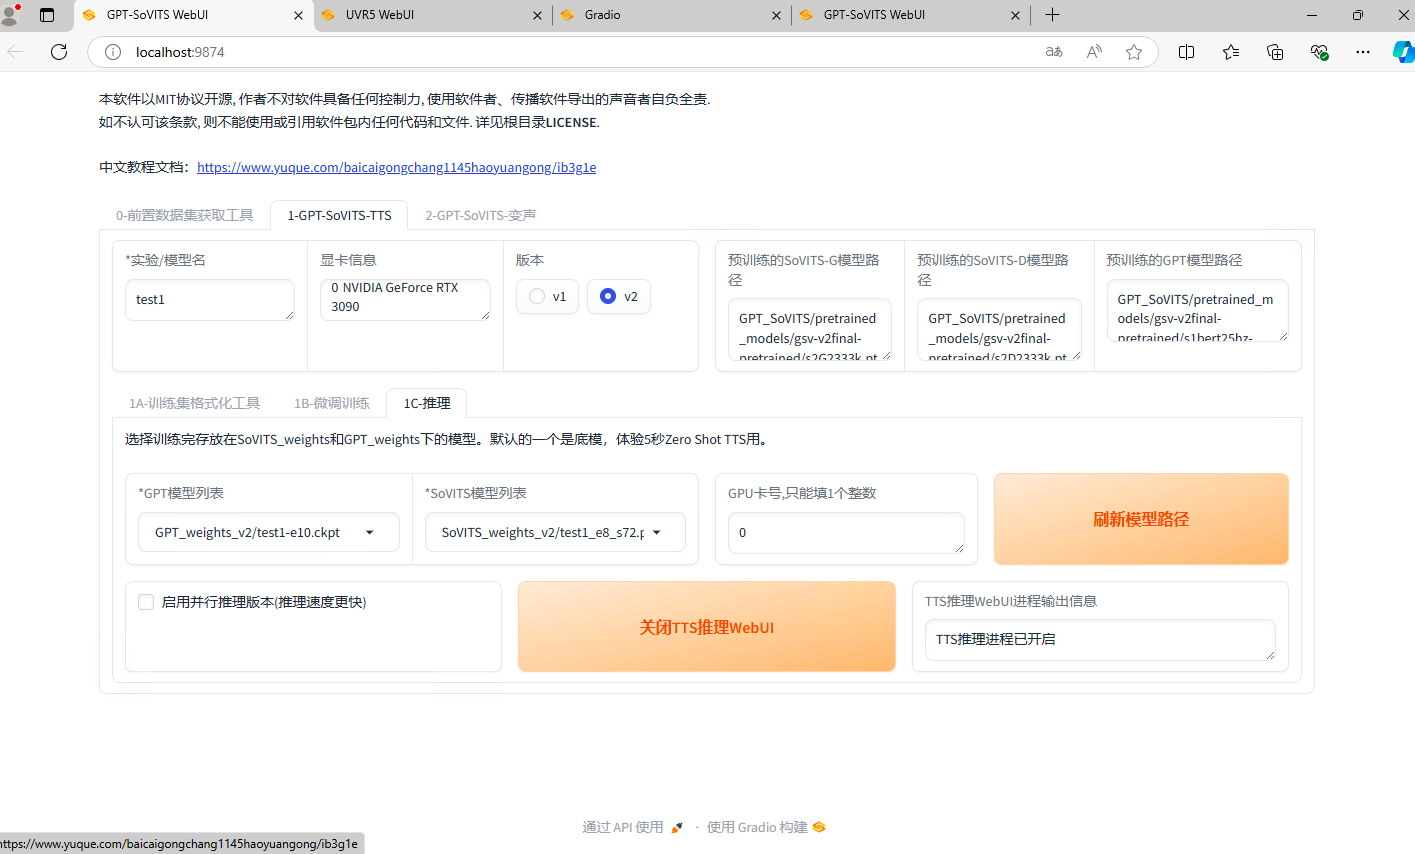 GPT-SoVITS WebUI
UVR5 WebUI
Gradio
GPT-SoVITS WebUI
localhost:9874
本软件以MIT协议开源, 作者不对软件具备任何控制力, 使用软件者、传播软件导出的声音者自负全责.
如不认可该条款, 则不能使用或引用软件包内任何代码和文件. 详见根目录LICENSE.
中文教程文档：https://www.yuque.com/baicaigongchang1145haoyuangong/ib3g1e
0-前置数据集获取工具
1-GPT-SoVITS-TTS
2-GPT-SoVITS-变声
*实验/模型名
test1
显卡信息
0 NVIDIA GeForce RTX
3090
版本
v1
v2
预训练的SoVITS-G模型路
径
GPT_SoVITS/pretrained
_models/gsv-v2final-
pretrained/s2G2333k.pt
预训练的SoVITS-D模型路
径
GPT_SoVITS/pretrained
_models/gsv-v2final-
pretrained/s2D2333k.pt
预训练的GPT模型路径
GPT_SoVITS/pretrained_m
odels/gsv-v2final-
pretrained/s1bert25hz-
1A-训练集格式化工具
1B-微调训练
1C-推理
选择训练完存放在SoVITS_weights和GPT_weights下的模型。默认的一个是底模，体验5秒Zero Shot TTS用。
*GPT模型列表
GPT_weights_v2/test1-e10.ckpt
*SoVITS模型列表
SoVITS_weights_v2/test1_e8_s72.p
GPU卡号,只能填1个整数
0
刷新模型路径
启用并行推理版本(推理速度更快)
关闭TTS推理WebUI
TTS推理WebUI进程输出信息
TTS推理进程已开启
通过 API 使用 · 使用 Gradio 构建
https://www.yuque.com/baicaigongchang1145haoyuangong/ib3g1e